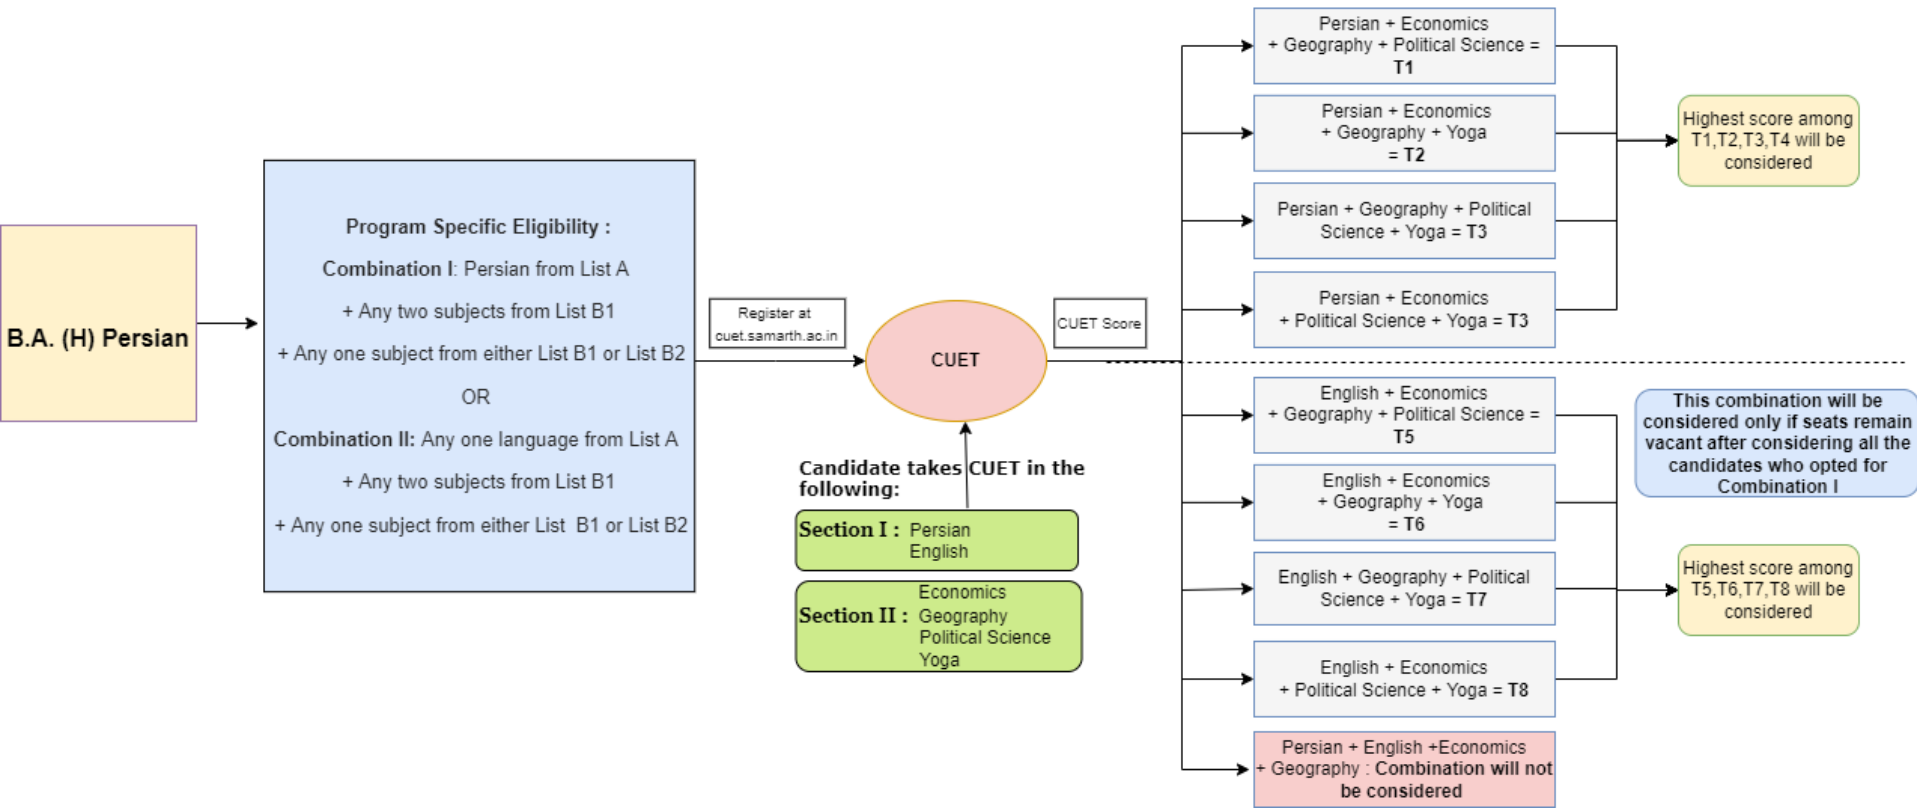 B.A. (H) Persian
Program Specific Eligibility :
Combination I: Persian from List A
+ Any two subjects from List B1
+ Any one subject from either List B1 or List B2
OR
Combination II: Any one language from List A
+ Any two subjects from List B1
+ Any one subject from either List  B1 or List B2
Register at
cuet.samarth.ac.in
CUET
CUET Score
Candidate takes CUET in the
following:
Section I : Persian
English
Section II : Economics
Geography
Political Science
Yoga
Persian + Economics
+ Geography + Political Science =
T1
Persian + Economics
+ Geography + Yoga
= T2
Persian + Geography + Political
Science + Yoga = T3
Persian + Economics
+ Political Science + Yoga = T3
Highest score among
T1,T2,T3,T4 will be
considered
English + Economics
+ Geography + Political Science =
T5
English + Economics
+ Geography + Yoga
= T6
English + Geography + Political
Science + Yoga = T7
English + Economics
+ Political Science + Yoga = T8
This combination will be
considered only if seats remain
vacant after considering all the
candidates who opted for
Combination I
Highest score among
T5,T6,T7,T8 will be
considered
Persian + English +Economics
+ Geography : Combination will not
be considered